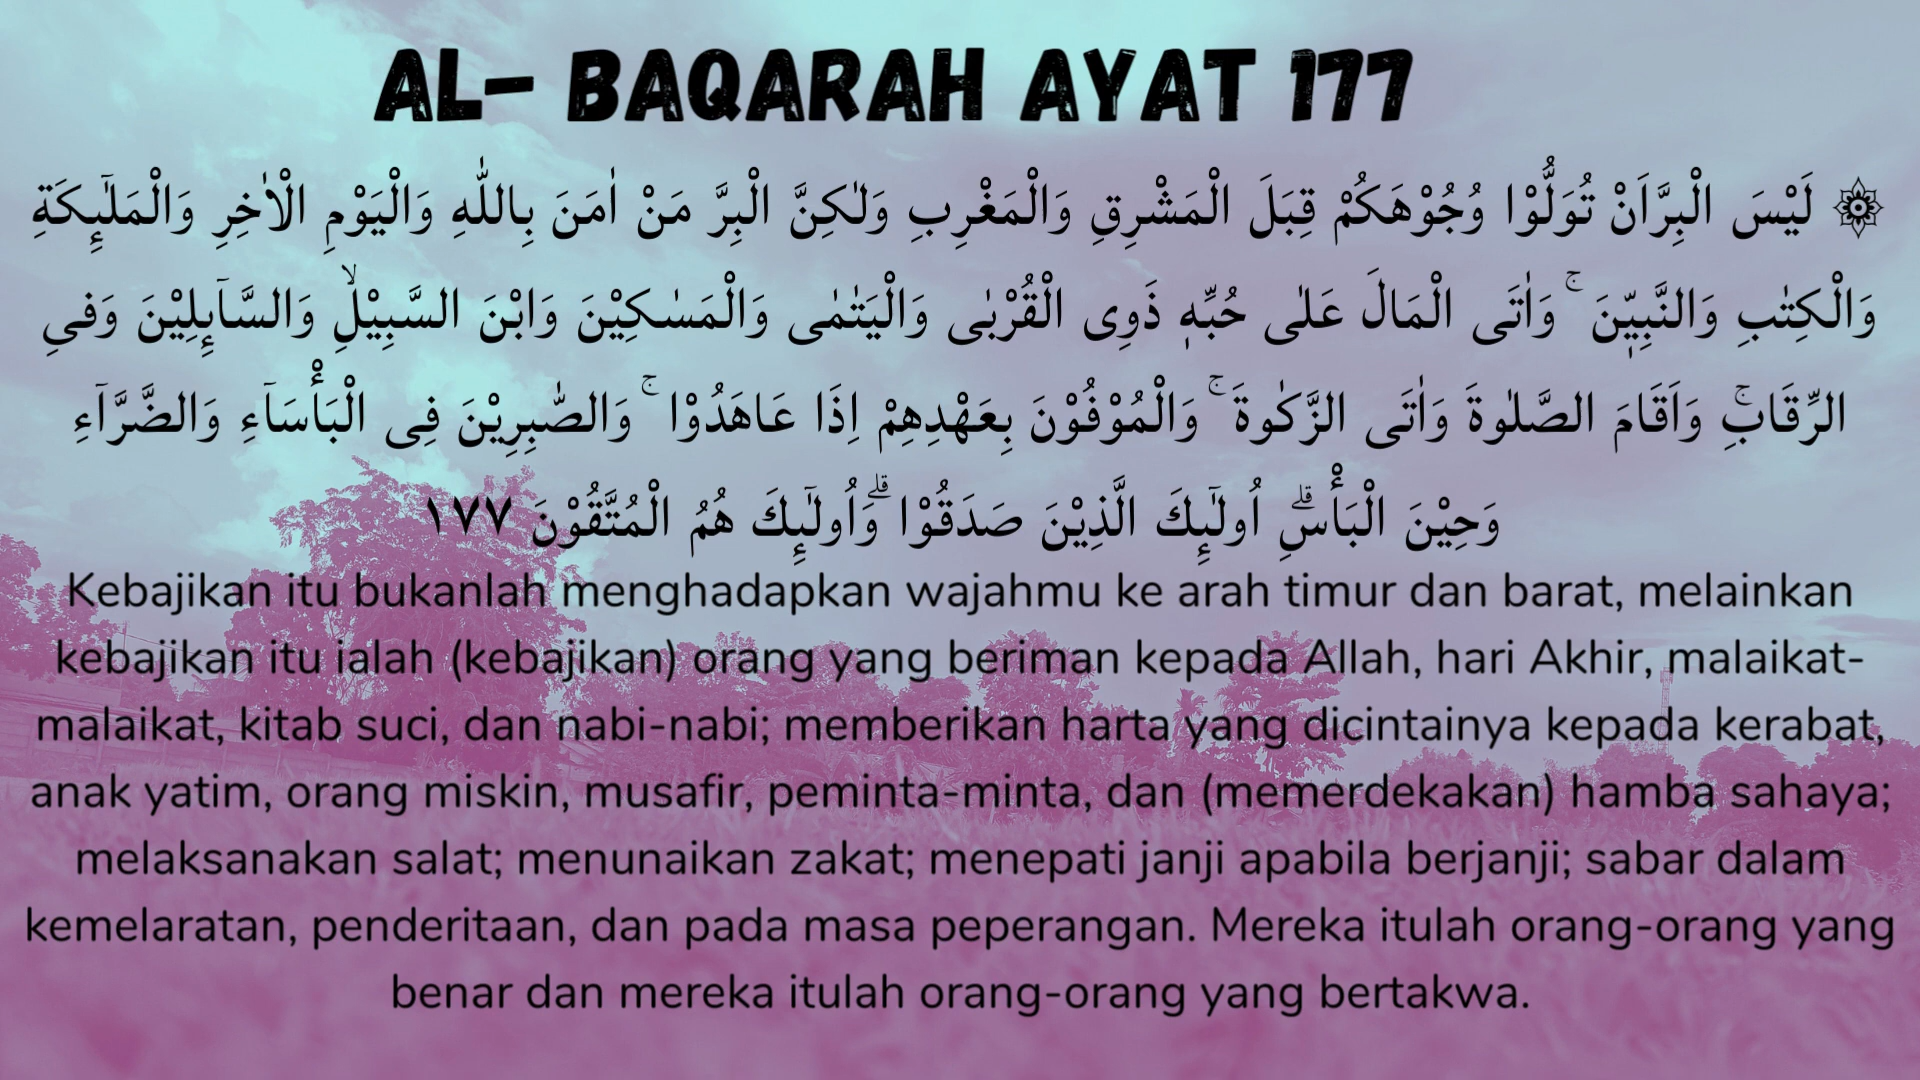 AL- BAQARAH AYAT 177
۞ لَيْسَ الْبِرَّاَنْ تُوَلُّوْا وُجُوْهَكُمْ قِبَلَ الْمَشْرِقِ وَالْمَغْرِبِ وَلٰكِنَّ الْبِرَّ مَنْ اٰمَنَ بِاللّٰهِ وَالْيَوْمِ الْاٰخِرِ وَالْمَلٰۤىِٕكَةِ
وَالْكِتٰبِ وَالنَّبِيّٖنَ ۚ وَاٰتَى الْمَالَ عَلٰى حُبِّهٖ ذَوِى الْقُرْبٰى وَالْيَتٰمٰى وَالْمَسٰكِيْنَ وَابْنَ السَّبِيْلِۙ وَالسَّاۤىِٕلِيْنَ وَفِى
الرِّقَابِۚ وَاَقَامَ الصَّلٰوةَ وَاٰتَى الزَّكٰوةَ ۚ وَالْمُوْفُوْنَ بِعَهْدِهِمْ اِذَا عَاهَدُوْا ۚ وَالصّٰبِرِيْنَ فِى الْبَأْسَاۤءِ وَالضَّرَّاۤءِ
وَحِيْنَ الْبَأْسِۗ اُولٰۤىِٕكَ الَّذِيْنَ صَدَقُوْا ۗوَاُولٰۤىِٕكَ هُمُ الْمُتَّقُوْنَ ١٧٧
Kebajikan itu bukanlah menghadapkan wajahmu ke arah timur dan barat, melainkan
kebajikan itu ialah (kebajikan) orang yang beriman kepada Allah, hari Akhir, malaikat-
malaikat, kitab suci, dan nabi-nabi; memberikan harta yang dicintainya kepada kerabat,
anak yatim, orang miskin, musafir, peminta-minta, dan (memerdekakan) hamba sahaya;
melaksanakan salat; menunaikan zakat; menepati janji apabila berjanji; sabar dalam
kemelaratan, penderitaan, dan pada masa peperangan. Mereka itulah orang-orang yang
benar dan mereka itulah orang-orang yang bertakwa.